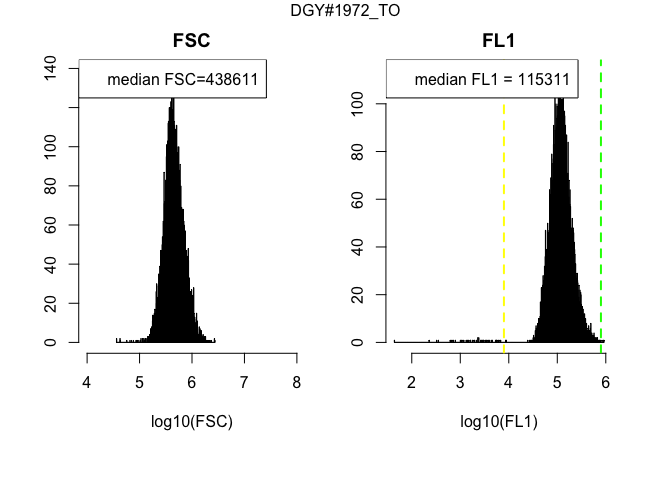 DGY#1972_TO
FSC
median FSC=438611
140
100
80
60
40
20
0
4 5 6 7 8
log10(FSC)
FL1
median FL1 = 115311
100
80
60
40
20
0
2 3 4 5 6
log10(FL1)